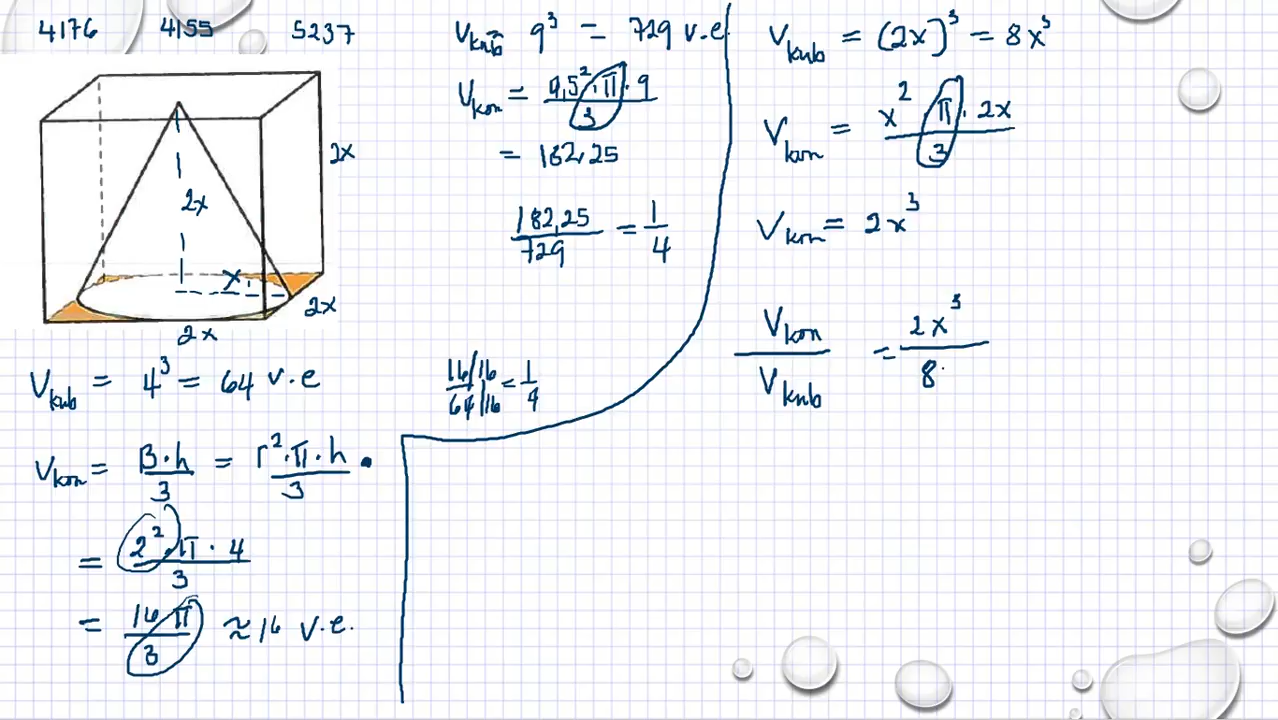 4176 4155 5237
2x
2x
x
2x
2x
V_kub = 4³ = 64 v.e
V_kon = B·h/3 = r²·π·h/3 ·
= 2²·π·4/3
= 16π/3 ≈ 16 v.e.
V_kub = 9³ = 729 v.e
V_kon = 4,5²·π·9/3
= 182,25
182,25/729 = 1/4
16/16 / 64/16 = 1/4
V_kub = (2x)³ = 8x³
V_kon = x²π·2x/3
V_kon = 2x³
V_kon/V_kub = 2x³/8